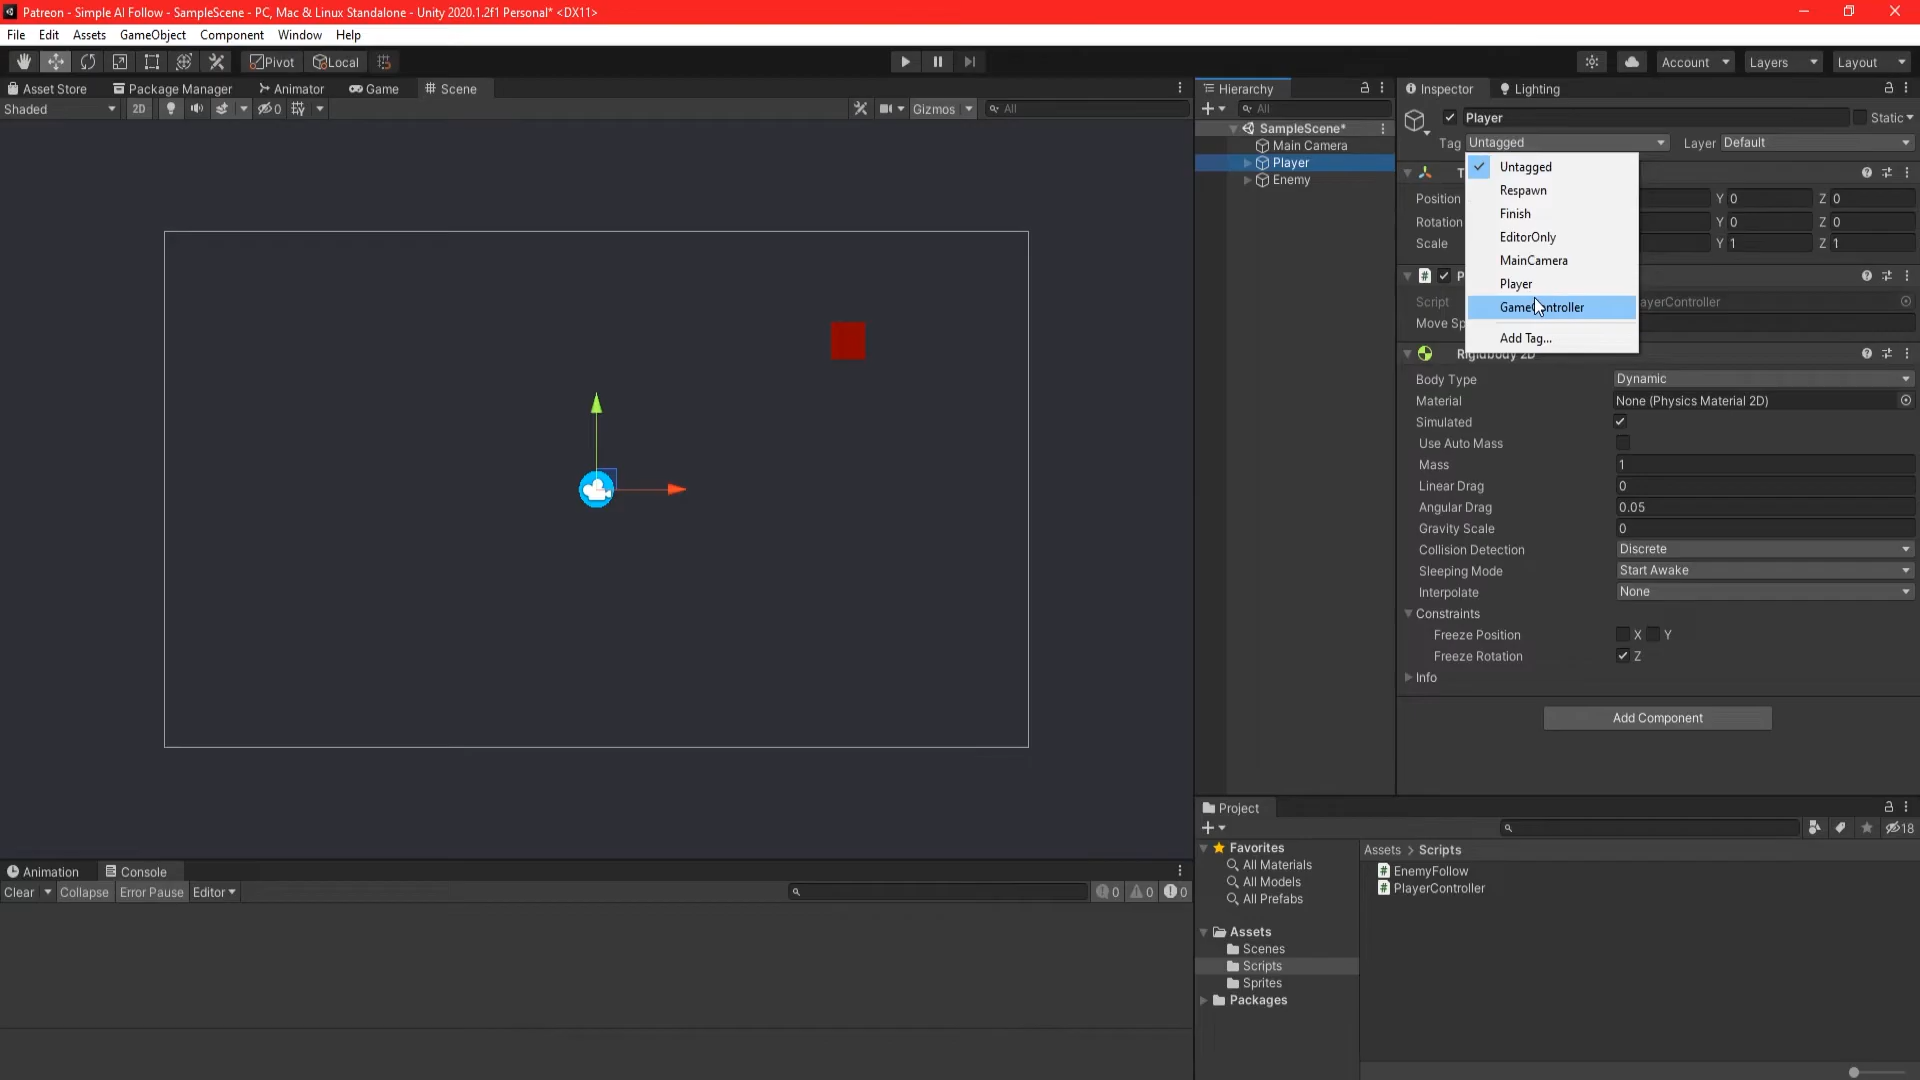 Patreon - Simple AI Follow - SampleScene - PC, Mac & Linux Standalone - Unity 2020.1.2f1 Personal* <DX11>
File Edit Assets GameObject Component Window Help
Pivot Local Account Layers Layout
Asset Store Package Manager Animator Game Scene
Shaded 2D Gizmos All
Hierarchy
All
SampleScene*
Main Camera
Player
Enemy
Inspector Lighting
Player Static
Tag Untagged Layer Default
Untagged
Respawn
Finish
EditorOnly
MainCamera
Player
GameController
Add Tag...
T
Position Y 0 Z 0
Rotation Y 0 Z 0
Scale Y 1 Z 1
# P
Script ayerController
Move Sp
Rigidbody 2D
Body Type Dynamic
Material None (Physics Material 2D)
Simulated
Use Auto Mass
Mass 1
Linear Drag 0
Angular Drag 0.05
Gravity Scale 0
Collision Detection Discrete
Sleeping Mode Start Awake
Interpolate None
Constraints
Freeze Position X Y
Freeze Rotation Z
Info
Add Component
Animation Console
Clear Collapse Error Pause Editor 0 0 0
Project
18
Favorites
All Materials
All Models
All Prefabs
Assets
Scenes
Scripts
Sprites
Packages
Assets > Scripts
# EnemyFollow
# PlayerController